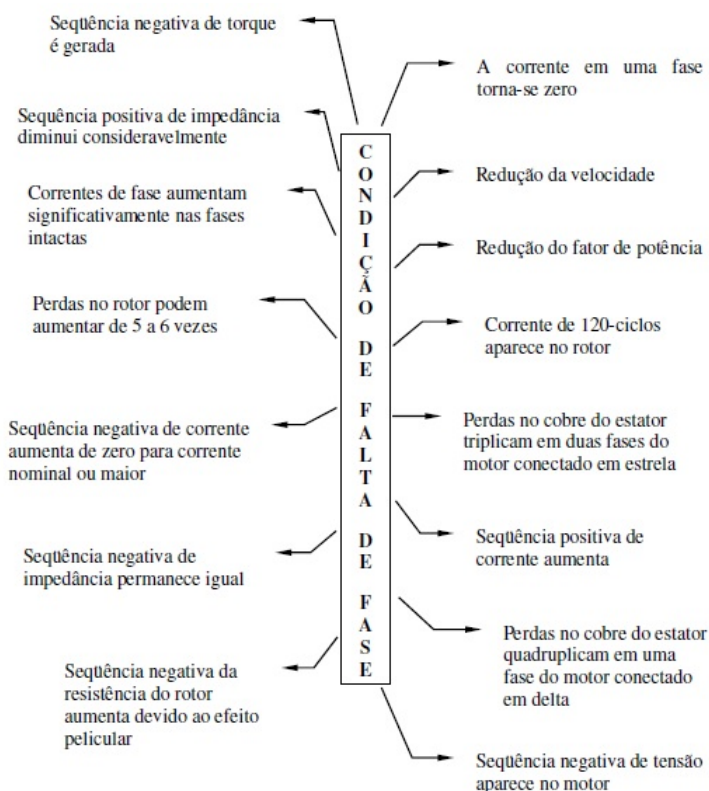 Seqüência negativa de torque
é gerada
Sequência positiva de impedância
diminui consideravelmente
Correntes de fase aumentam
significativamente nas fases
intactas
Perdas no rotor podem
aumentar de 5 a 6 vezes
Seqüência negativa de corrente
aumenta de zero para corrente
nominal ou maior
Seqüência negativa de
impedância permanece igual
Seqüência negativa da
resistência do rotor
aumenta devido ao efeito
pelicular
CONDIÇÃO DE FALTA DE FASE
A corrente em uma fase
torna-se zero
Redução da velocidade
Redução do fator de potência
Corrente de 120-ciclos
aparece no rotor
Perdas no cobre do estator
triplicam em duas fases do
motor conectado em estrela
Seqüência positiva de
corrente aumenta
Perdas no cobre do estator
quadruplicam em uma
fase do motor conectado
em delta
Seqüência negativa de tensão
aparece no motor